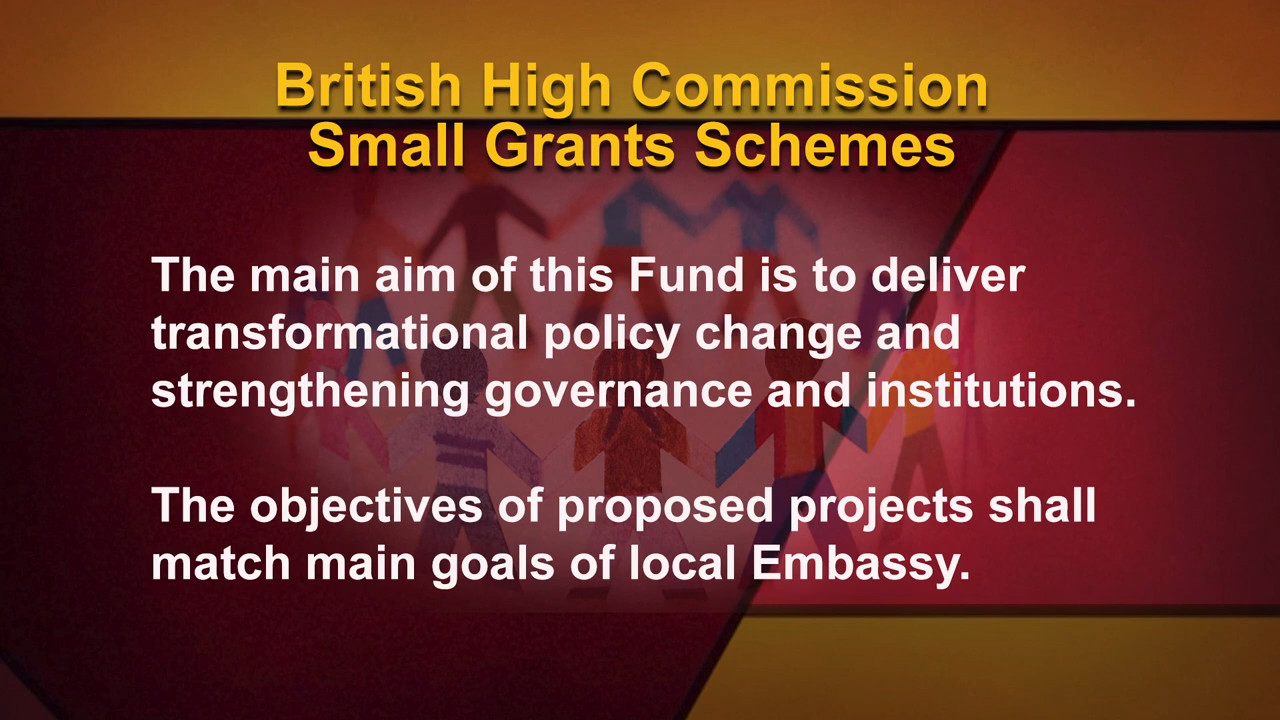 British High Commission
Small Grants Schemes
The main aim of this Fund is to deliver
transformational policy change and
strengthening governance and institutions.
The objectives of proposed projects shall
match main goals of local Embassy.